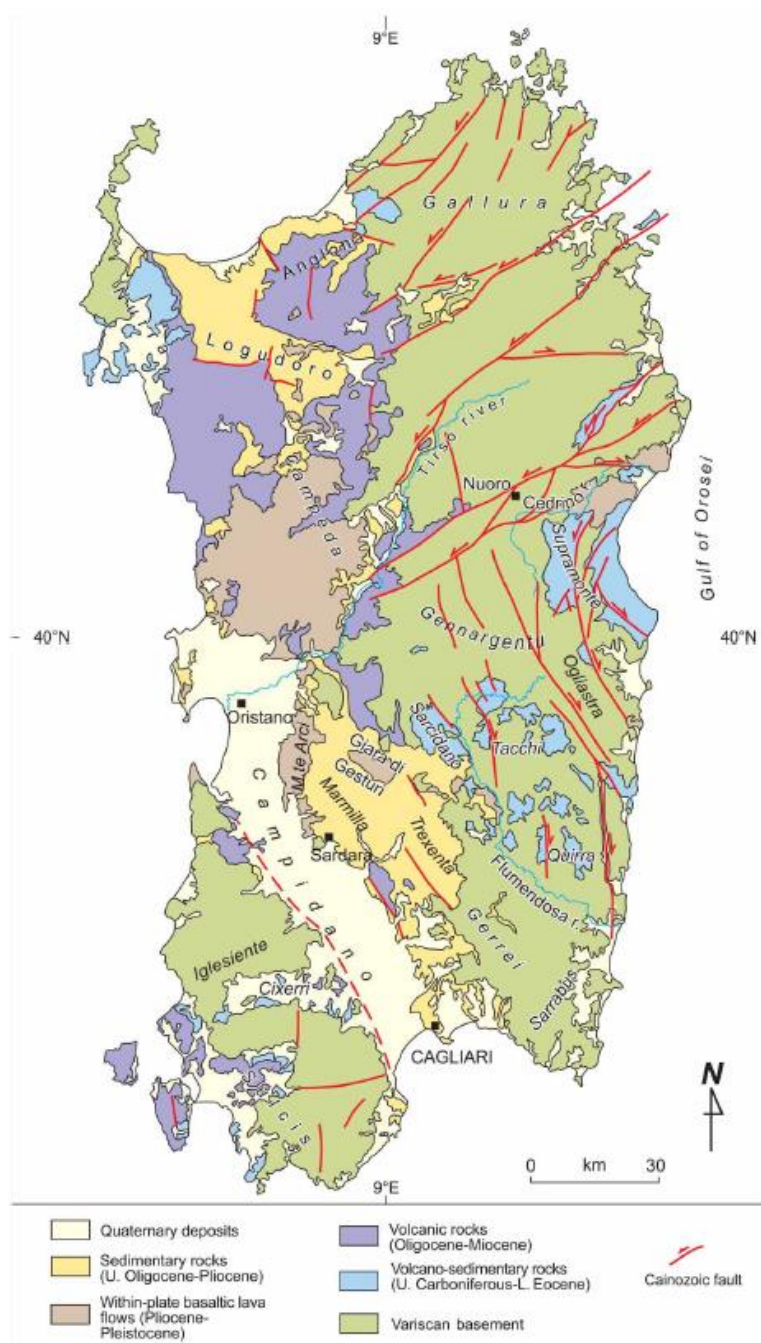 9°E
Gallura
Anglona
Logudoro
Tirso river
Campeda
Nuoro
Cedrino r.
Supramonte
Gulf of Orosei
40°N
40°N
Gennargentu
Ogliastra
Oristano
Sarcidano
Tacchi
M.te Arci
Giara di
Gesturi
Campidano
Marmilla
Trexenta
Sardara
Quirra
Flumendosa r.
Gerrei
Iglesiente
Cixerri
Sarrabus
CAGLIARI
Sulcis
N
0 km 30
9°E
Quaternary deposits
Sedimentary rocks
(U. Oligocene-Pliocene)
Within-plate basaltic lava
flows (Pliocene-
Pleistocene)
Volcanic rocks
(Oligocene-Miocene)
Volcano-sedimentary rocks
(U. Carboniferous-L. Eocene)
Variscan basement
Cainozoic fault